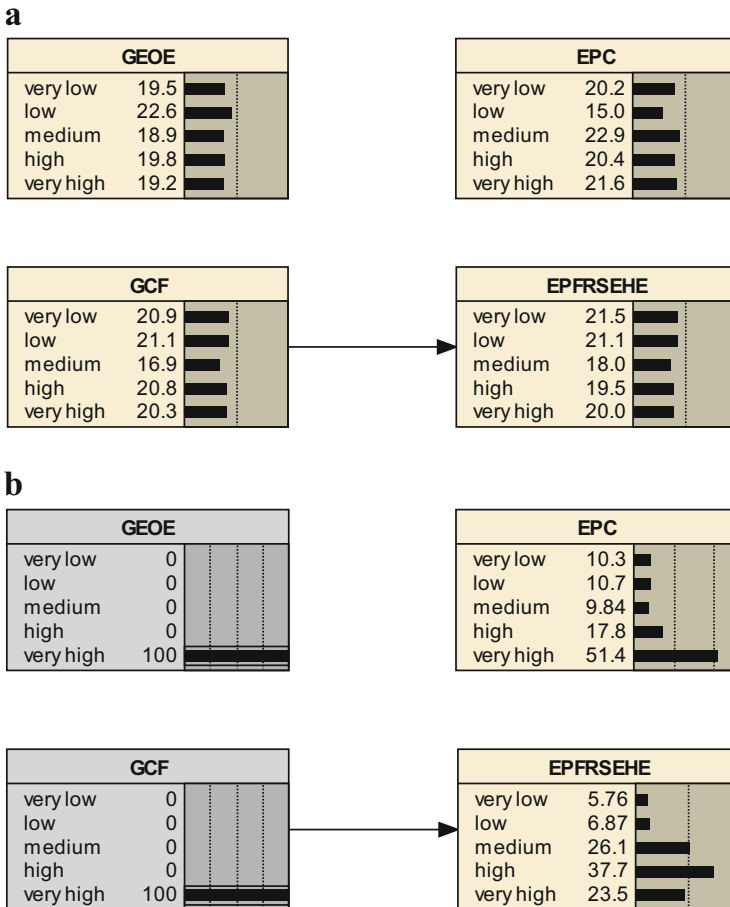 a
GEOE
very low 19.5
low 22.6
medium 18.9
high 19.8
very high 19.2
EPC
very low 20.2
low 15.0
medium 22.9
high 20.4
very high 21.6
GCF
very low 20.9
low 21.1
medium 16.9
high 20.8
very high 20.3
EPFRSEHE
very low 21.5
low 21.1
medium 18.0
high 19.5
very high 20.0
b
GEOE
very low 0
low 0
medium 0
high 0
very high 100
EPC
very low 10.3
low 10.7
medium 9.84
high 17.8
very high 51.4
GCF
very low 0
low 0
medium 0
high 0
very high 100
EPFRSEHE
very low 5.76
low 6.87
medium 26.1
high 37.7
very high 23.5